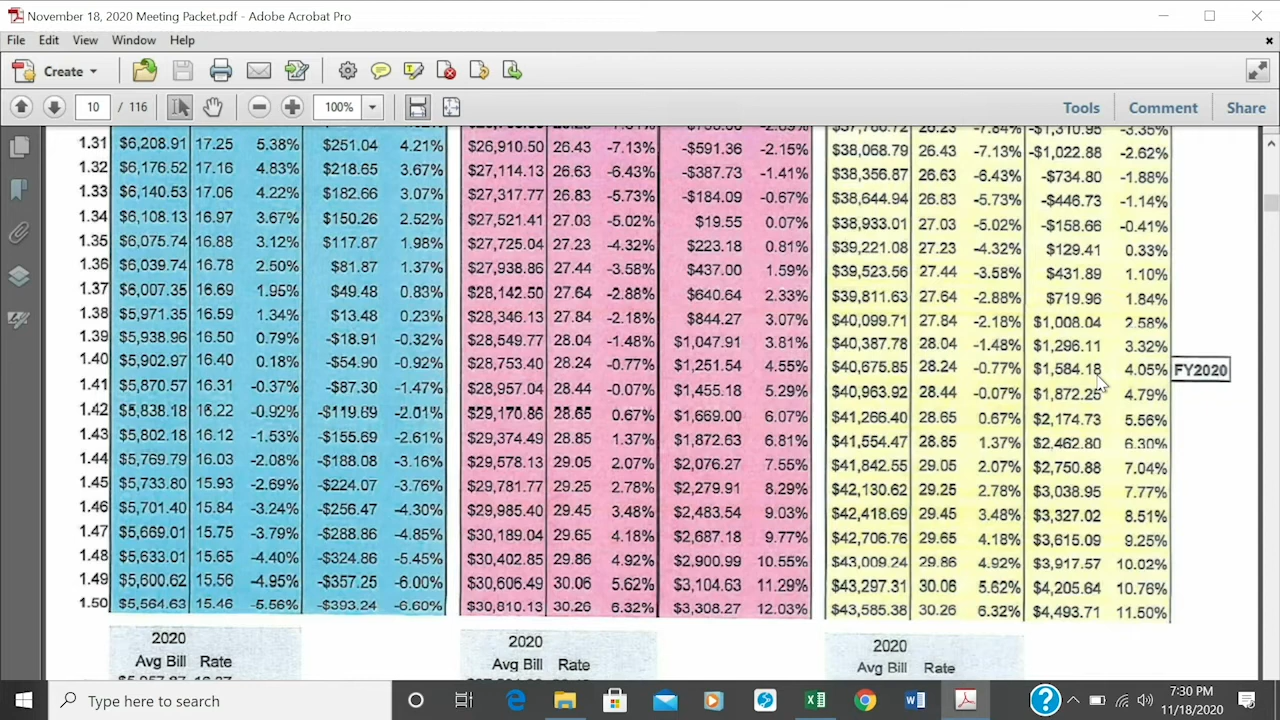 November 18, 2020 Meeting Packet.pdf - Adobe Acrobat Pro
File Edit View Window Help
Create
10 / 116 100% Tools Comment Share
1.31 $6,208.91 17.25 5.38% $251.04 4.21% $26,910.50 26.43 -7.13% -$591.36 -2.15% $38,068.79 26.43 -7.13% -$1,022.88 -2.62%
1.32 $6,176.52 17.16 4.83% $218.65 3.67% $27,114.13 26.63 -6.43% -$387.73 -1.41% $38,356.87 26.63 -6.43% -$734.80 -1.88%
1.33 $6,140.53 17.06 4.22% $182.66 3.07% $27,317.77 26.83 -5.73% -$184.09 -0.67% $38,644.94 26.83 -5.73% -$446.73 -1.14%
1.34 $6,108.13 16.97 3.67% $150.26 2.52% $27,521.41 27.03 -5.02% $19.55 0.07% $38,933.01 27.03 -5.02% -$158.66 -0.41%
1.35 $6,075.74 16.88 3.12% $117.87 1.98% $27,725.04 27.23 -4.32% $223.18 0.81% $39,221.08 27.23 -4.32% $129.41 0.33%
1.36 $6,039.74 16.78 2.50% $81.87 1.37% $27,938.86 27.44 -3.58% $437.00 1.59% $39,523.56 27.44 -3.58% $431.89 1.10%
1.37 $6,007.35 16.69 1.95% $49.48 0.83% $28,142.50 27.64 -2.88% $640.64 2.33% $39,811.63 27.64 -2.88% $719.96 1.84%
1.38 $5,971.35 16.59 1.34% $13.48 0.23% $28,346.13 27.84 -2.18% $844.27 3.07% $40,099.71 27.84 -2.18% $1,008.04 2.58%
1.39 $5,938.96 16.50 0.79% -$18.91 -0.32% $28,549.77 28.04 -1.48% $1,047.91 3.81% $40,387.78 28.04 -1.48% $1,296.11 3.32%
1.40 $5,902.97 16.40 0.18% -$54.90 -0.92% $28,753.40 28.24 -0.77% $1,251.54 4.55% $40,675.85 28.24 -0.77% $1,584.18 4.05% FY2020
1.41 $5,870.57 16.31 -0.37% -$87.30 -1.47% $28,957.04 28.44 -0.07% $1,455.18 5.29% $40,963.92 28.44 -0.07% $1,872.25 4.79%
1.42 $5,838.18 16.22 -0.92% -$119.69 -2.01% $29,170.86 28.65 0.67% $1,669.00 6.07% $41,266.40 28.65 0.67% $2,174.73 5.56%
1.43 $5,802.18 16.12 -1.53% -$155.69 -2.61% $29,374.49 28.85 1.37% $1,872.63 6.81% $41,554.47 28.85 1.37% $2,462.80 6.30%
1.44 $5,769.79 16.03 -2.08% -$188.08 -3.16% $29,578.13 29.05 2.07% $2,076.27 7.55% $41,842.55 29.05 2.07% $2,750.88 7.04%
1.45 $5,733.80 15.93 -2.69% -$224.07 -3.76% $29,781.77 29.25 2.78% $2,279.91 8.29% $42,130.62 29.25 2.78% $3,038.95 7.77%
1.46 $5,701.40 15.84 -3.24% -$256.47 -4.30% $29,985.40 29.45 3.48% $2,483.54 9.03% $42,418.69 29.45 3.48% $3,327.02 8.51%
1.47 $5,669.01 15.75 -3.79% -$288.86 -4.85% $30,189.04 29.65 4.18% $2,687.18 9.77% $42,706.76 29.65 4.18% $3,615.09 9.25%
1.48 $5,633.01 15.65 -4.40% -$324.86 -5.45% $30,402.85 29.86 4.92% $2,900.99 10.55% $43,009.24 29.86 4.92% $3,917.57 10.02%
1.49 $5,600.62 15.56 -4.95% -$357.25 -6.00% $30,606.49 30.06 5.62% $3,104.63 11.29% $43,297.31 30.06 5.62% $4,205.64 10.76%
1.50 $5,564.63 15.46 -5.56% -$393.24 -6.60% $30,810.13 30.26 6.32% $3,308.27 12.03% $43,585.38 30.26 6.32% $4,493.71 11.50%
2020 2020 2020
Avg Bill Rate Avg Bill Rate Avg Bill Rate
Type here to search
7:30 PM
11/18/2020